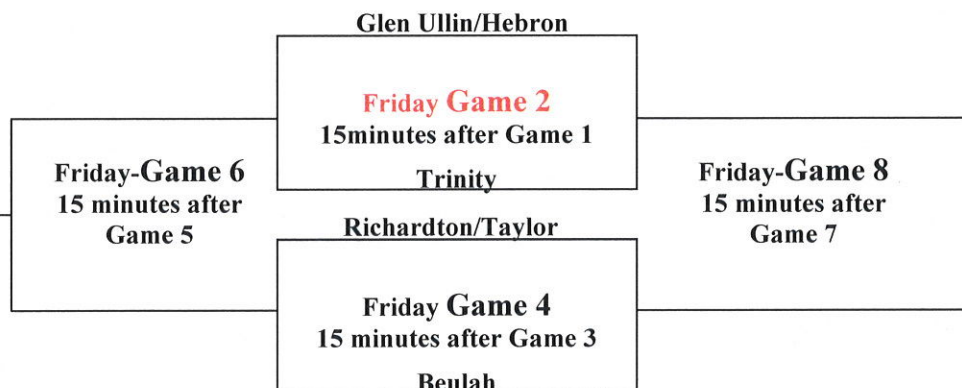 Glen Ullin/Hebron
Friday Game 2
15minutes after Game 1
Trinity
Friday-Game 6
15 minutes after
Game 5
Friday-Game 8
15 minutes after
Game 7
Richardton/Taylor
Friday Game 4
15 minutes after Game 3
Beulah